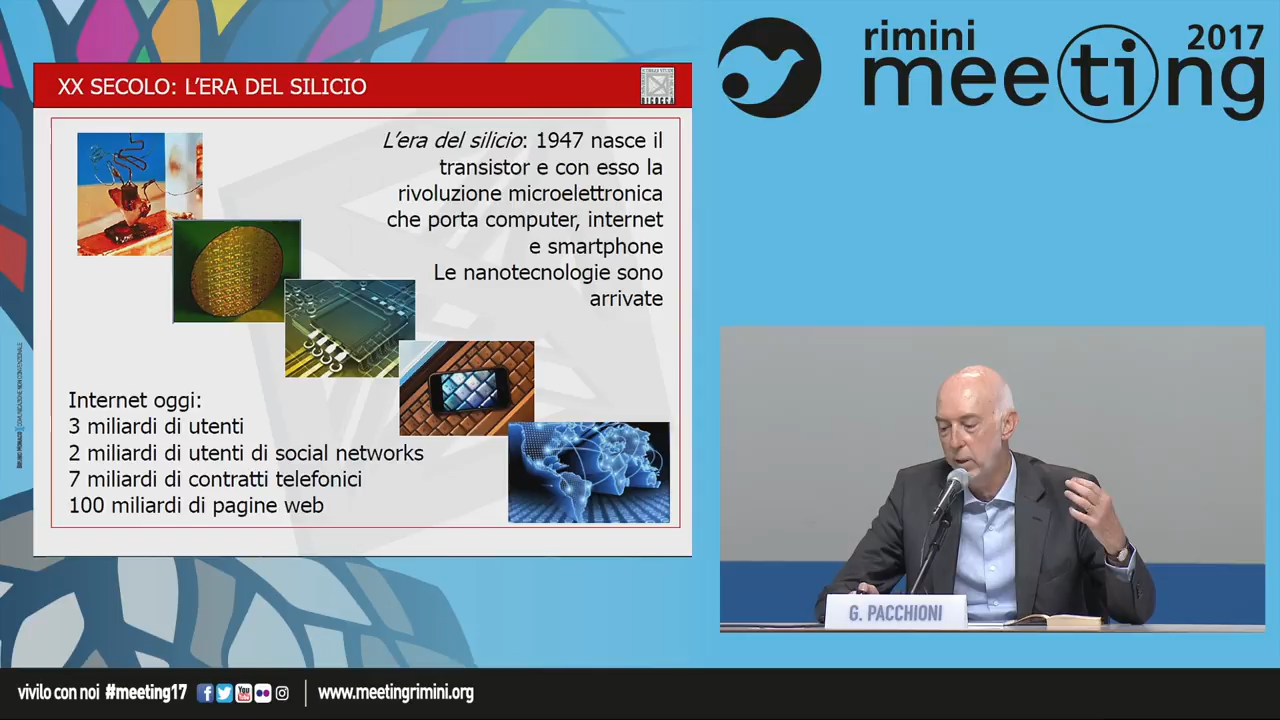 rimini
2017
meeting
XX SECOLO: L'ERA DEL SILICIO
BICOCCA
L'era del silicio: 1947 nasce il
transistor e con esso la
rivoluzione microelettronica
che porta computer, internet
e smartphone
Le nanotecnologie sono
arrivate
Internet oggi:
3 miliardi di utenti
2 miliardi di utenti di social networks
7 miliardi di contratti telefonici
100 miliardi di pagine web
G. PACCHIONI
vivilo con noi #meeting17
www.meetingrimini.org